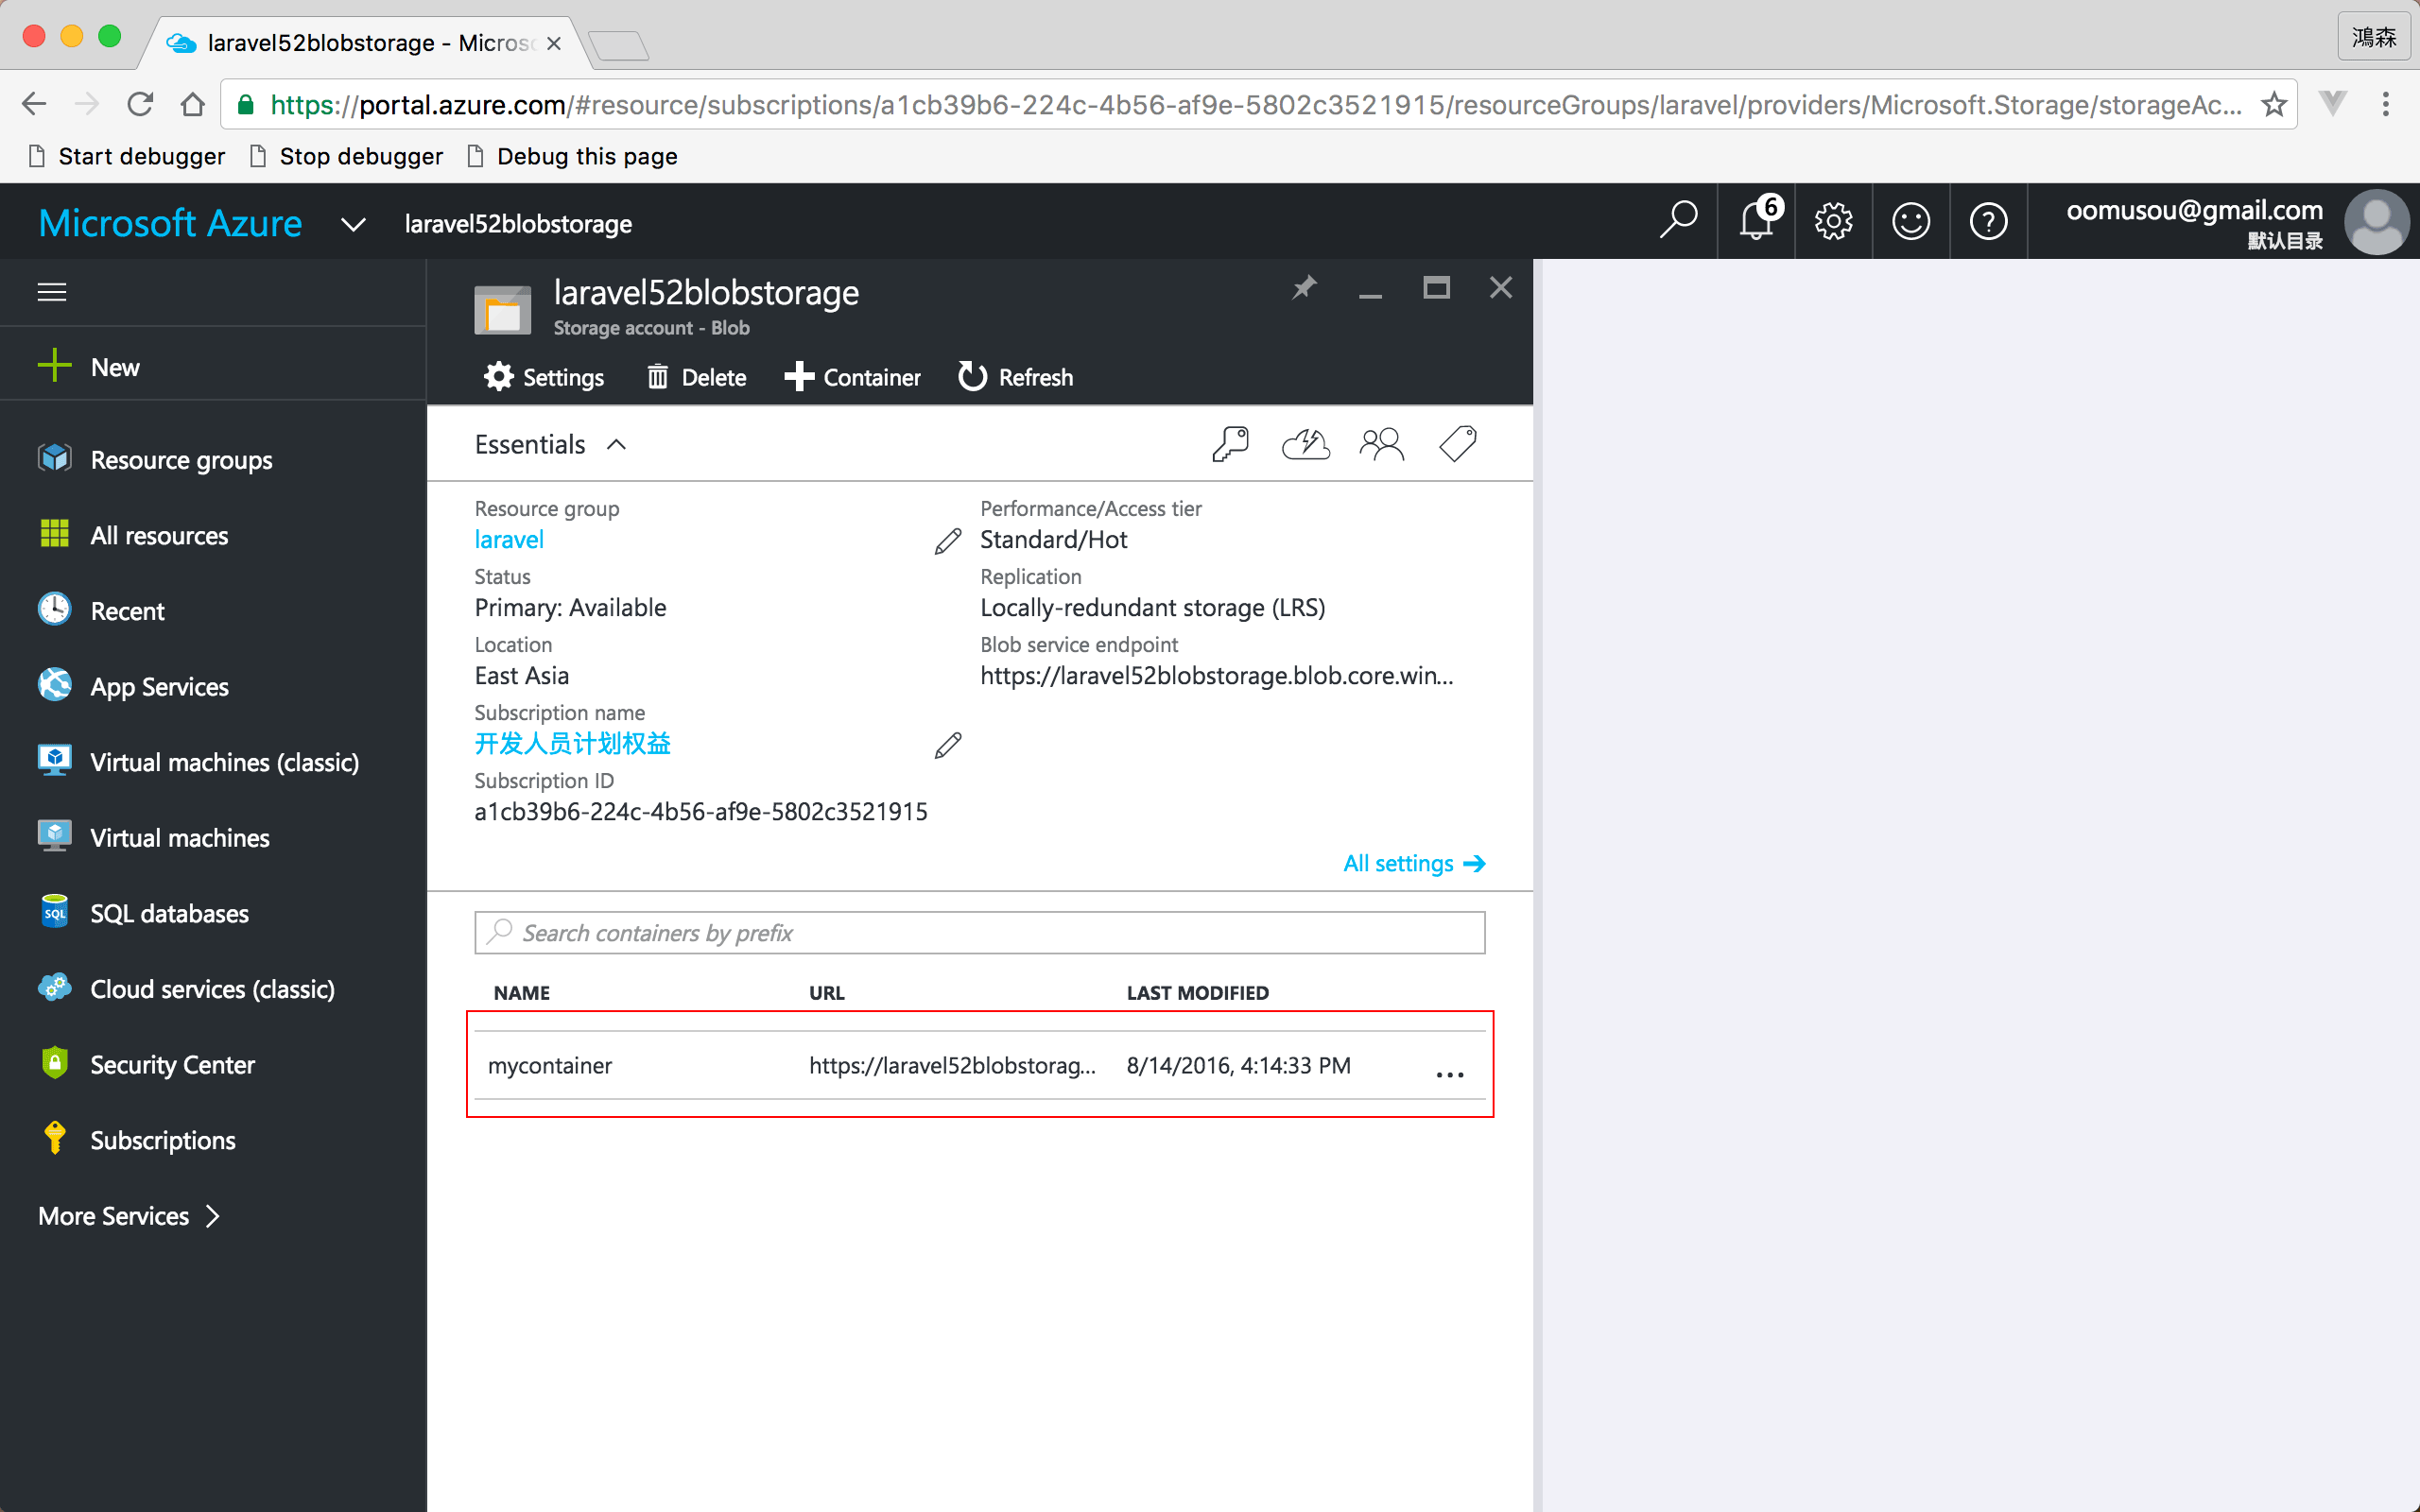 laravel52blobstorage - Micros
鴻森
https://portal.azure.com/#resource/subscriptions/a1cb39b6-224c-4b56-af9e-5802c3521915/resourceGroups/laravel/providers/Microsoft.Storage/storageAc...
Start debugger
Stop debugger
Debug this page
Microsoft Azure
laravel52blobstorage
6
oomusou@gmail.com
默认目录
New
Resource groups
All resources
Recent
App Services
Virtual machines (classic)
Virtual machines
SQL
SQL databases
Cloud services (classic)
Security Center
Subscriptions
More Services
laravel52blobstorage
Storage account - Blob
Settings
Delete
Container
Refresh
Essentials
Resource group
laravel
Status
Primary: Available
Location
East Asia
Subscription name
开发人员计划权益
Subscription ID
a1cb39b6-224c-4b56-af9e-5802c3521915
Performance/Access tier
Standard/Hot
Replication
Locally-redundant storage (LRS)
Blob service endpoint
https://laravel52blobstorage.blob.core.win...
All settings
Search containers by prefix
NAME URL LAST MODIFIED
mycontainer https://laravel52blobstorag... 8/14/2016, 4:14:33 PM ...